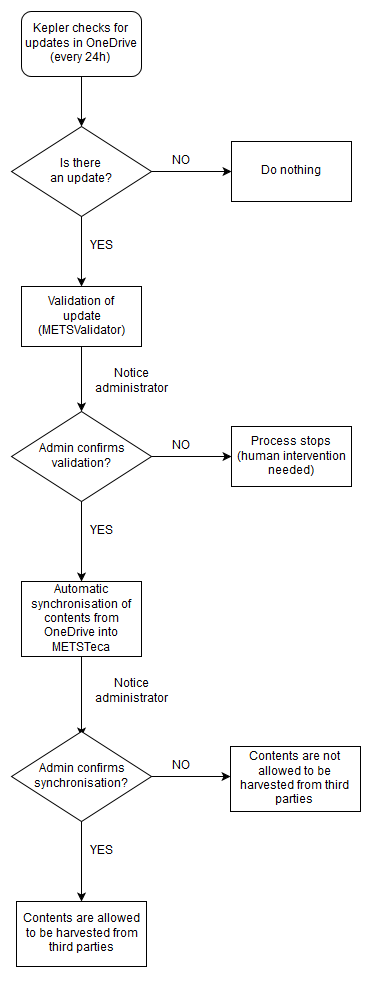 Kepler checks for
updates in OneDrive
(every 24h)
Is there
an update?
NO
Do nothing
YES
Validation of
update
(METSValidator)
Notice
administrator
Admin confirms
validation?
NO
Process stops
(human intervention
needed)
YES
Automatic
synchronisation of
contents from
OneDrive into
METSTeca
Notice
administrator
Admin confirms
synchronisation?
NO
Contents are not
allowed to be
harvested from third
parties
YES
Contents are allowed
to be harvested from
third parties